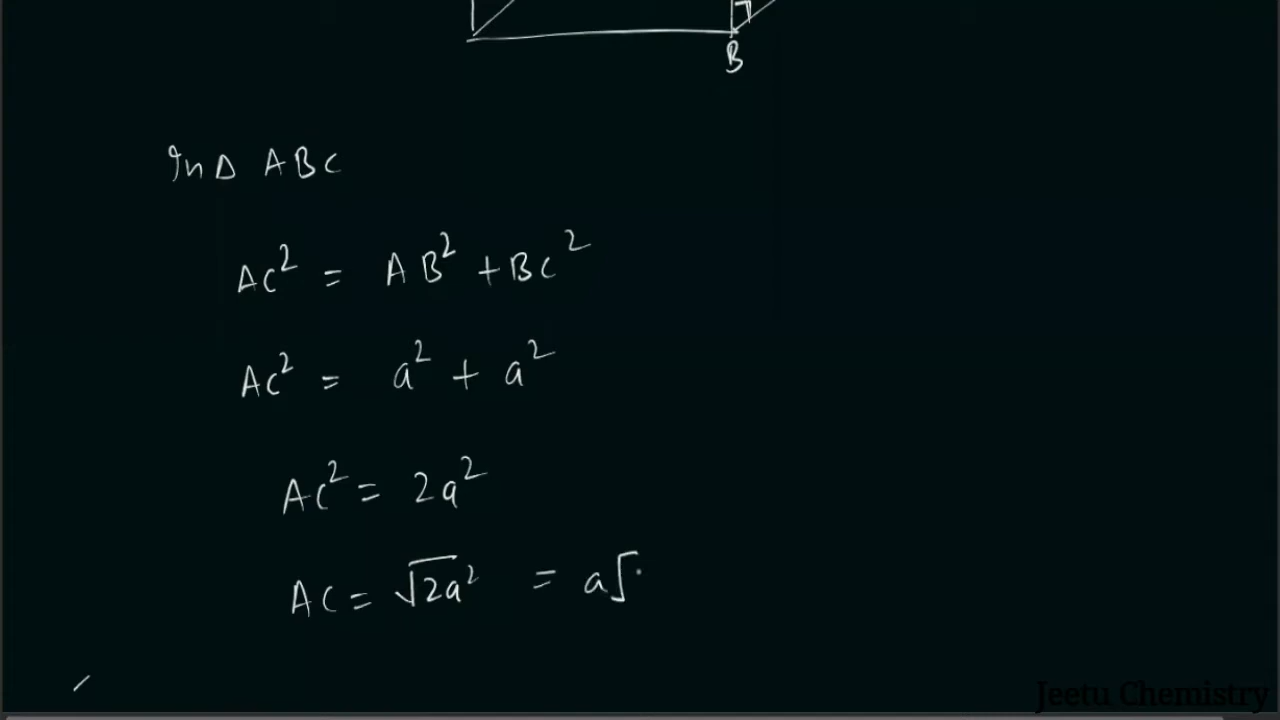 B
In Δ ABC
AC² = AB² + BC²
AC² = a² + a²
AC² = 2a²
AC = √2a² = a√
Jeetu Chemistry